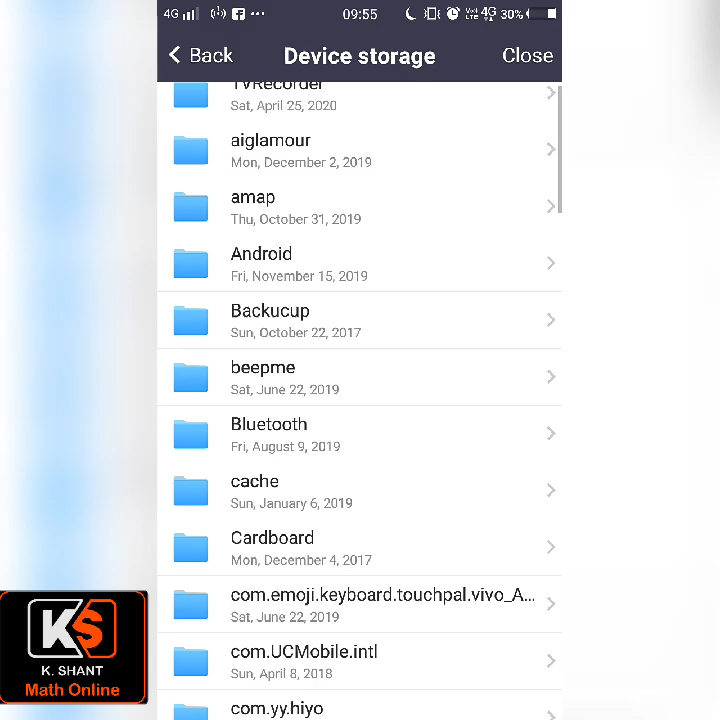 4G 09:55 VoLTE 4G 30%
Back Device storage Close
TVRecorder
Sat, April 25, 2020
aiglamour
Mon, December 2, 2019
amap
Thu, October 31, 2019
Android
Fri, November 15, 2019
Backucup
Sun, October 22, 2017
beepme
Sat, June 22, 2019
Bluetooth
Fri, August 9, 2019
cache
Sun, January 6, 2019
Cardboard
Mon, December 4, 2017
com.emoji.keyboard.touchpal.vivo_A...
Sat, June 22, 2019
com.UCMobile.intl
Sun, April 8, 2018
com.yy.hiyo
KS
K. SHANT
Math Online